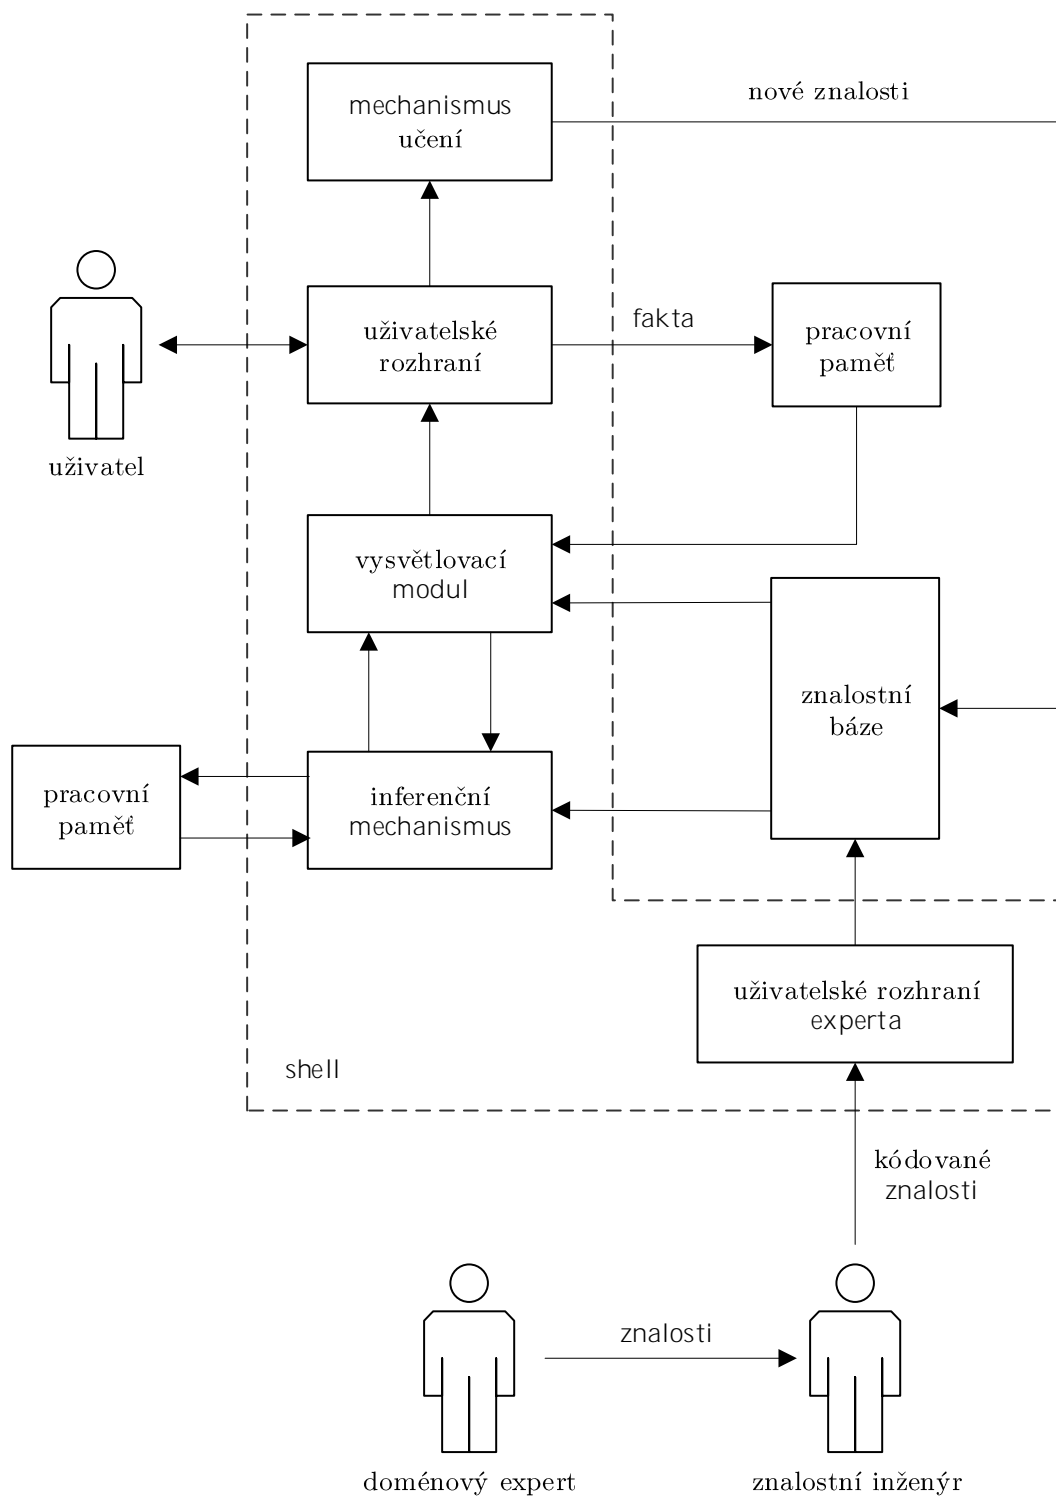 mechanismus
učení
nové znalosti
uživatelské
rozhraní
fakta
pracovní
paměť
uživatel
vysvětlovací
modul
znalostní
báze
pracovní
paměť
inferenční
mechanismus
uživatelské rozhraní
experta
shell
kódované
znalosti
znalosti
doménový expert
znalostní inženýr